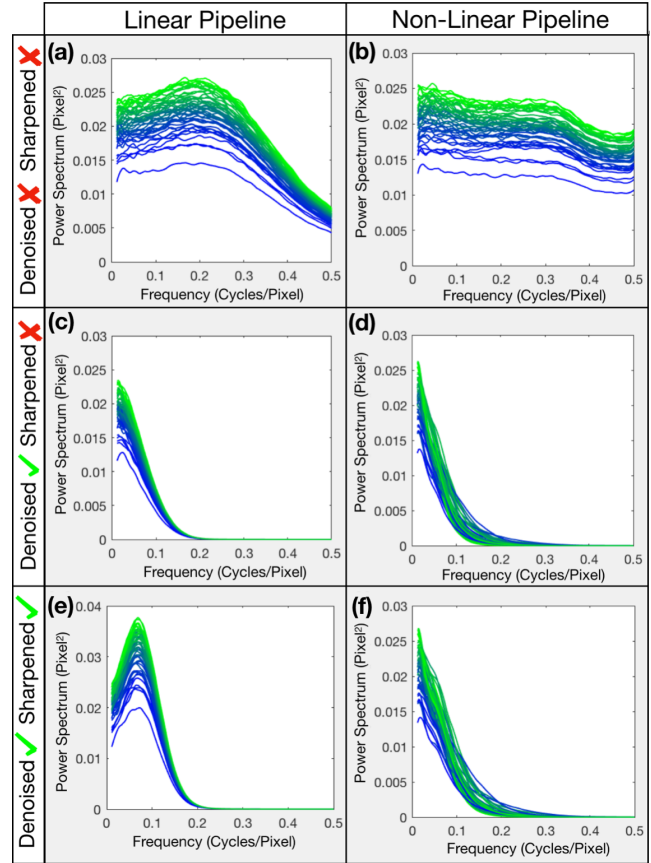 Linear Pipeline
Non-Linear Pipeline
Denoised ✗ Sharpened ✗
(a)
0.03
0.025
0.02
0.015
0.01
0.005
0
Power Spectrum (Pixel²)
0 0.1 0.2 0.3 0.4 0.5
Frequency (Cycles/Pixel)
(b)
0.03
0.025
0.02
0.015
0.01
0.005
0
Power Spectrum (Pixel²)
0 0.1 0.2 0.3 0.4 0.5
Frequency (Cycles/Pixel)
Denoised ✓ Sharpened ✗
(c)
0.03
0.025
0.02
0.015
0.01
0.005
0
Power Spectrum (Pixel²)
0 0.1 0.2 0.3 0.4 0.5
Frequency (Cycles/Pixel)
(d)
0.03
0.025
0.02
0.015
0.01
0.005
0
Power Spectrum (Pixel²)
0 0.1 0.2 0.3 0.4 0.5
Frequency (Cycles/Pixel)
Denoised ✓ Sharpened ✓
(e)
0.04
0.03
0.02
0.01
0
Power Spectrum (Pixel²)
0 0.1 0.2 0.3 0.4 0.5
Frequency (Cycles/Pixel)
(f)
0.03
0.025
0.02
0.015
0.01
0.005
0
Power Spectrum (Pixel²)
0 0.1 0.2 0.3 0.4 0.5
Frequency (Cycles/Pixel)